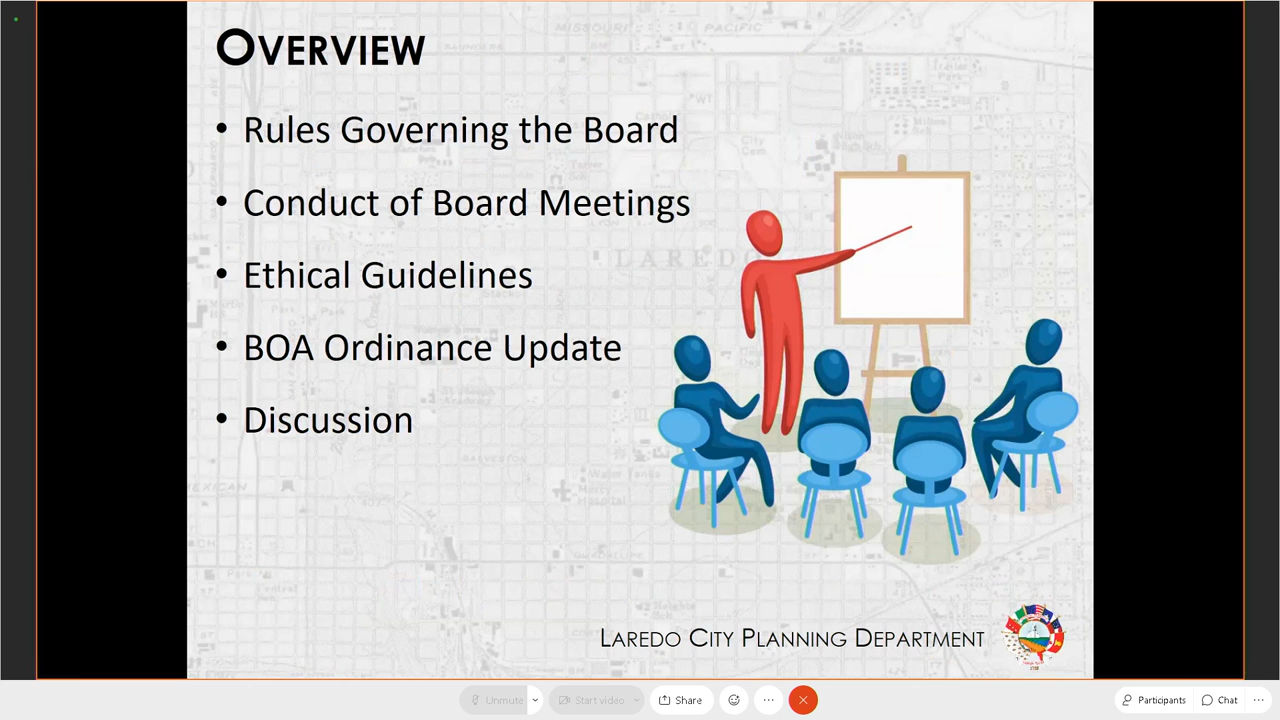 OVERVIEW
• Rules Governing the Board
• Conduct of Board Meetings
• Ethical Guidelines
• BOA Ordinance Update
• Discussion
LAREDO
LAREDO CITY PLANNING DEPARTMENT
Unmute
Start video
Share
Participants
Chat